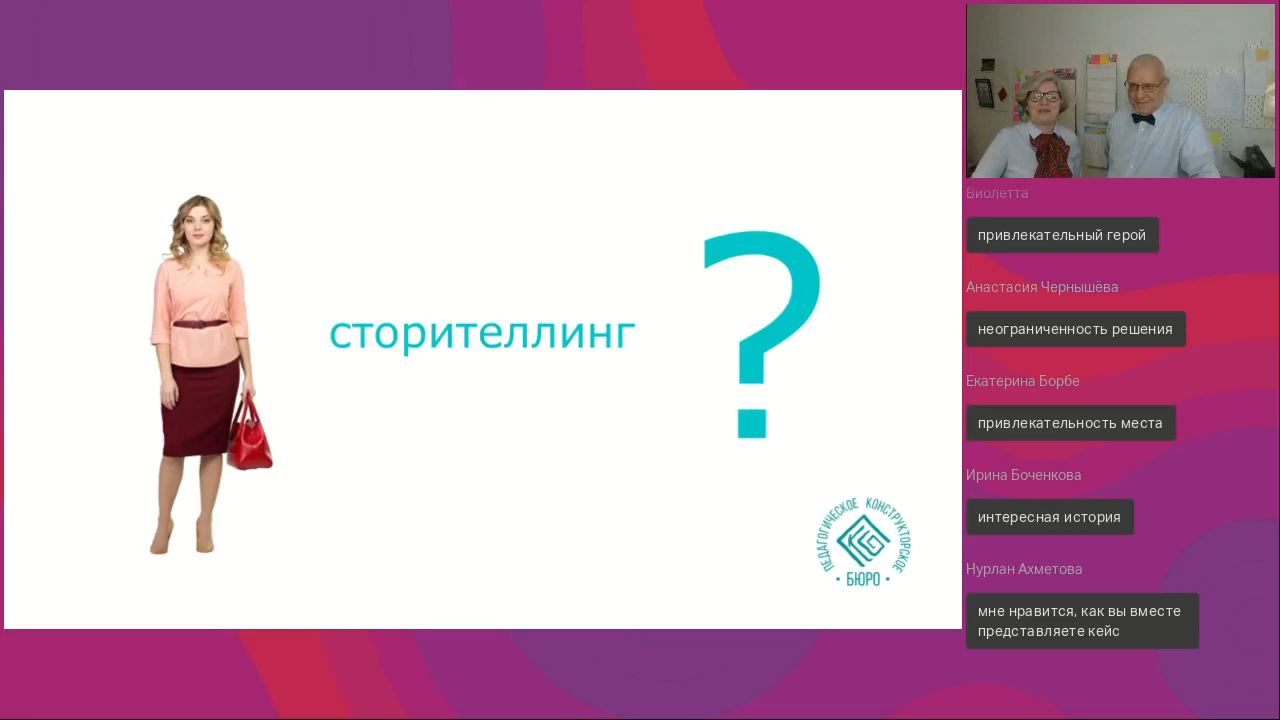 сторителлинг
?
ПЕДАГОГИЧЕСКОЕ КОНСТРУКТОРСКОЕ
• БЮРО •
Виолетта
привлекательный герой
Анастасия Чернышёва
неограниченность решения
Екатерина Борбе
привлекательность места
Ирина Боченкова
интересная история
Нурлан Ахметова
мне нравится, как вы вместе
представляете кейс